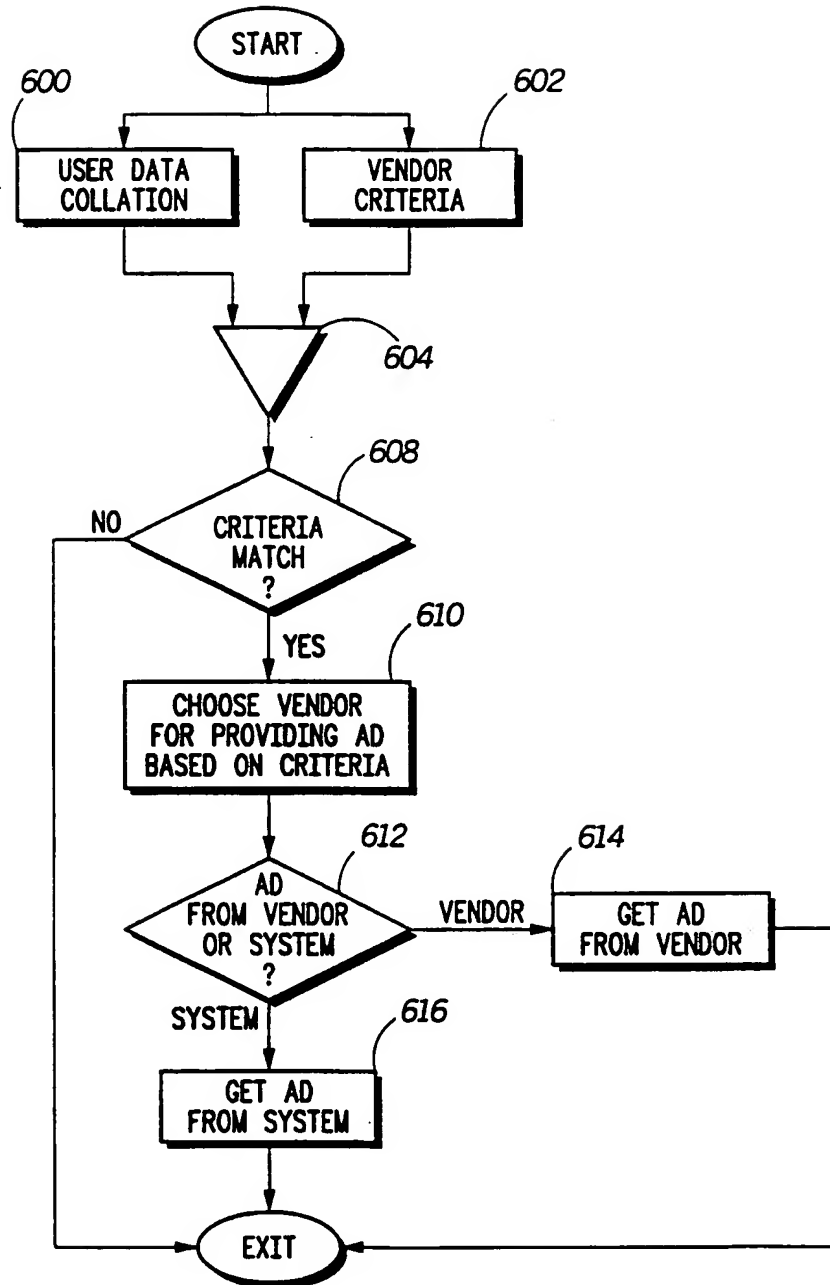 START
600
602
USER DATA
COLLATION
VENDOR
CRITERIA
604
608
NO
CRITERIA
MATCH
?
YES
610
CHOOSE VENDOR
FOR PROVIDING AD
BASED ON CRITERIA
612
614
AD
FROM VENDOR
OR SYSTEM
?
VENDOR
GET AD
FROM VENDOR
SYSTEM
616
GET AD
FROM SYSTEM
EXIT